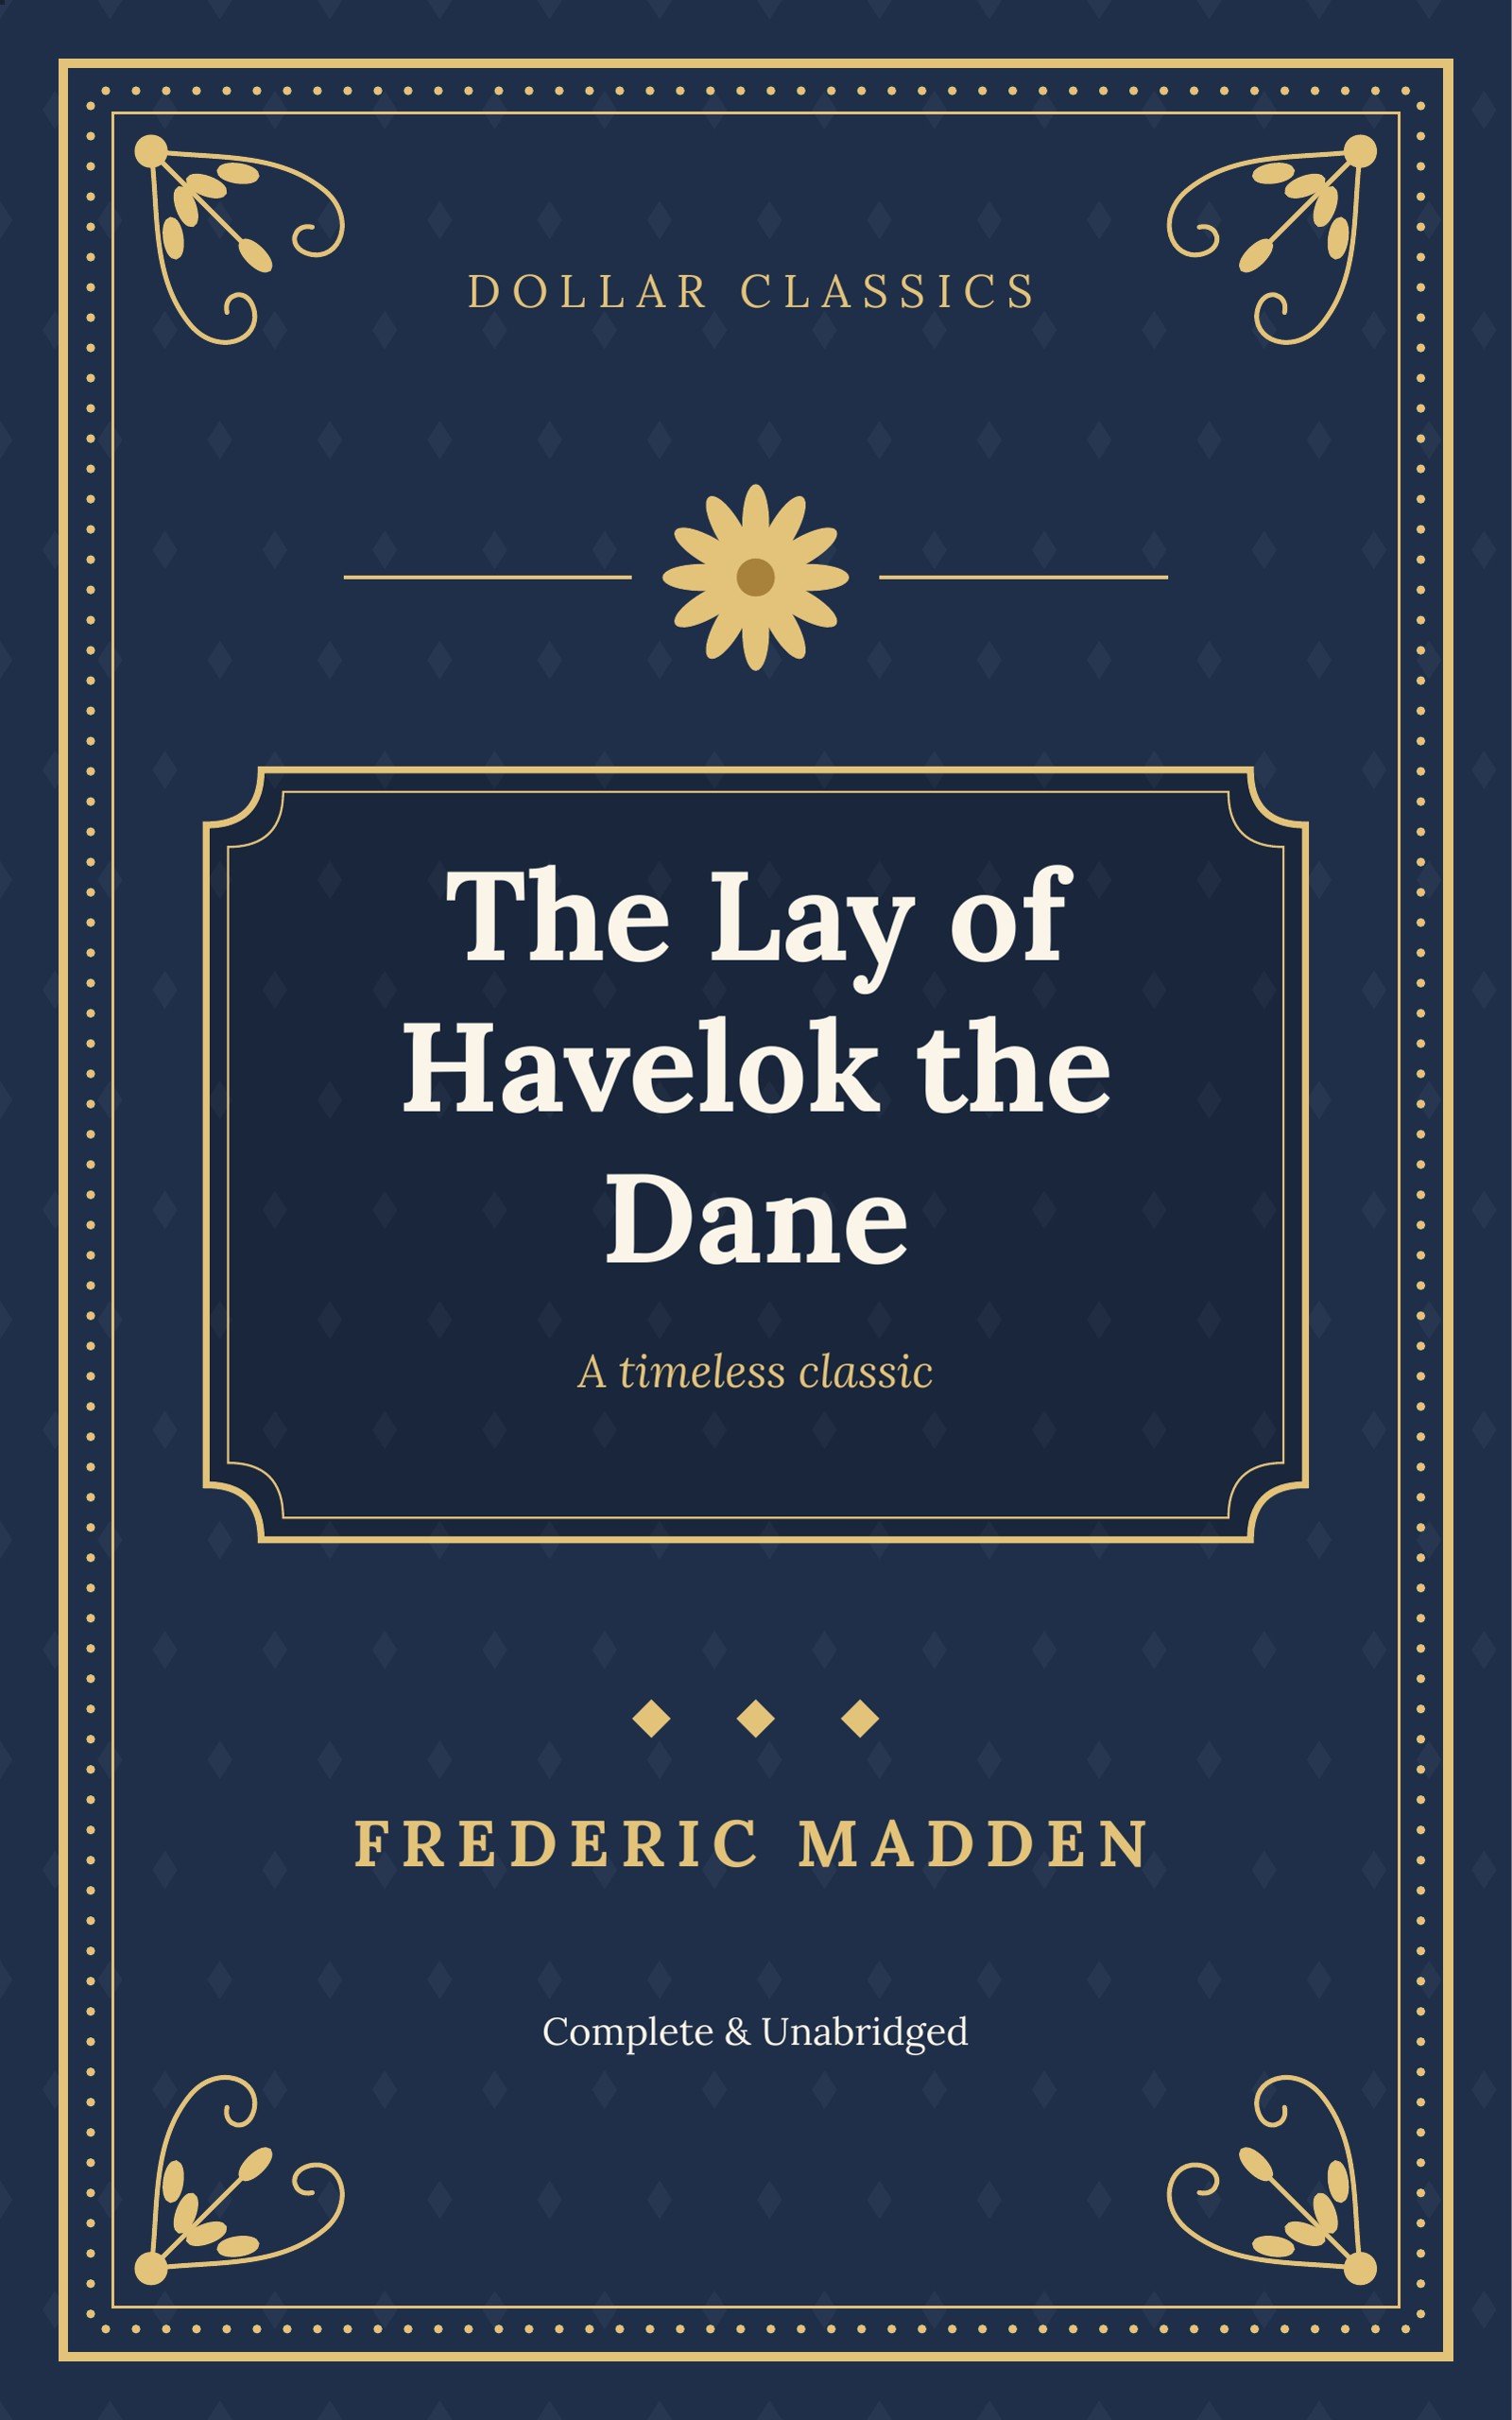 DOLLAR CLASSICS
The Lay of
Havelok the
Dane
A timeless classic
FREDERIC MADDEN
Complete & Unabridged